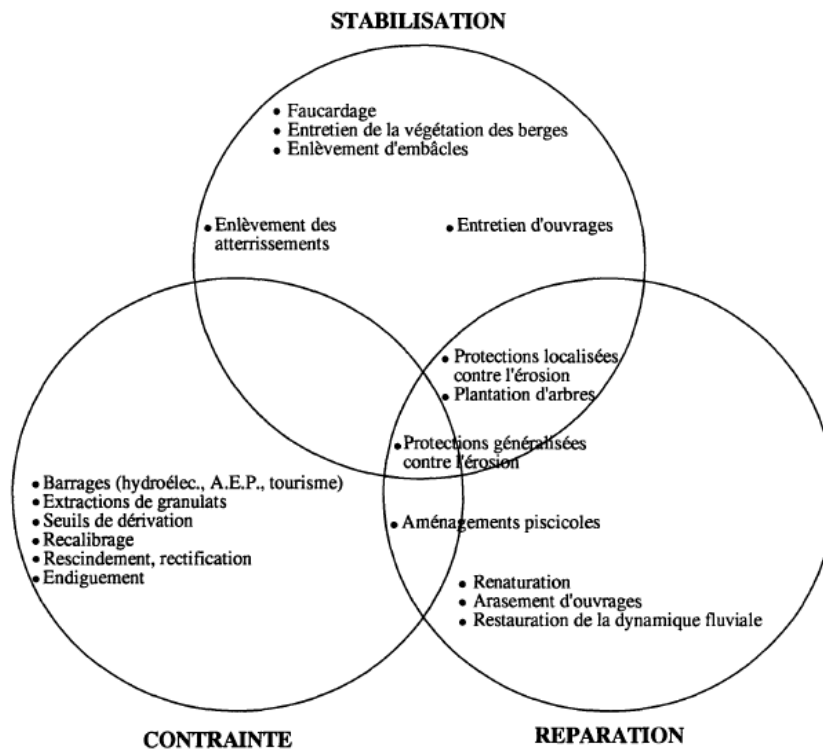 STABILISATION
• Faucardage
• Entretien de la végétation des berges
• Enlèvement d'embâcles
• Enlèvement des
atterrissements
• Entretien d'ouvrages
• Protections localisées
contre l'érosion
• Plantation d'arbres
• Protections généralisées
contre l'érosion
• Barrages (hydroélec., A.E.P., tourisme)
• Extractions de granulats
• Seuils de dérivation
• Recalibrage
• Rescindement, rectification
• Endiguement
• Aménagements piscicoles
• Renaturation
• Arasement d'ouvrages
• Restauration de la dynamique fluviale
CONTRAINTE
REPARATION